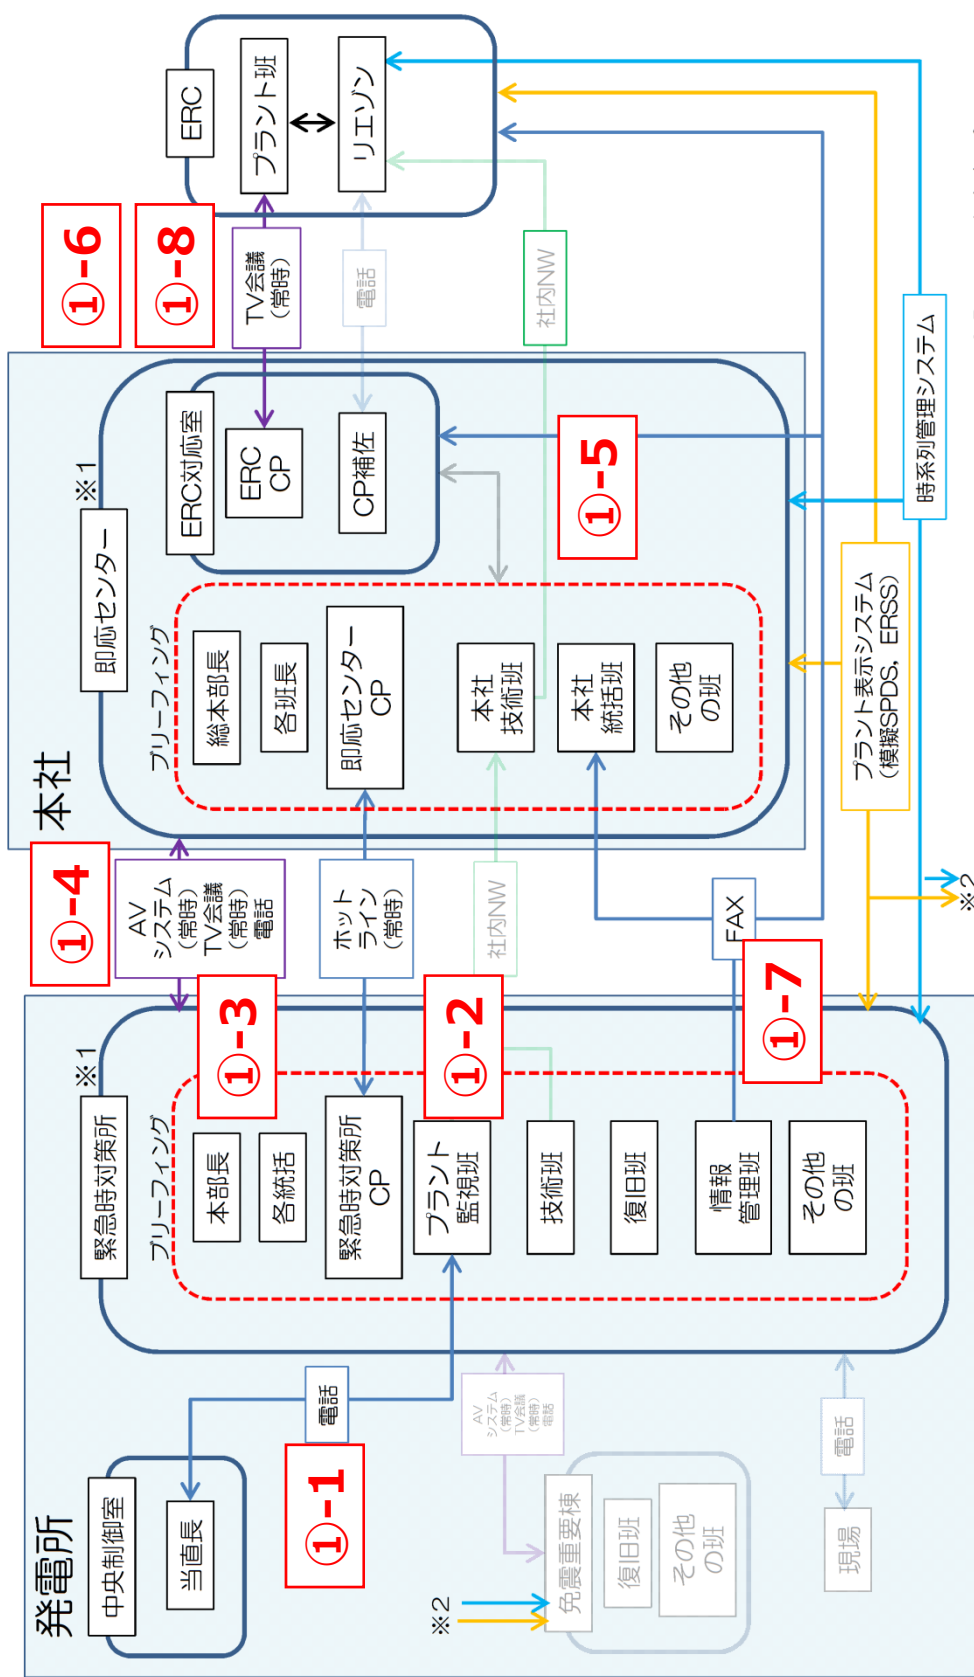 発電所
中央制御室
当直長
①-1
電話
※2
免震重要棟
復旧班
その他
の班
AV
システム
(常時)
TV会議
(常時)
電話
現場
電話
緊急時対策所
※1
ブリーフィング
本部長
各統括
緊急時対策所
CP
プラント
監視班
技術班
復旧班
情報
管理班
その他
の班
①-3
①-2
①-7
①-4
AV
システム
(常時)
TV会議
(常時)
電話
ホット
ライン
(常時)
社内NW
FAX
※2
本社
即応センター
※1
ブリーフィング
総本部長
各班長
即応センター
CP
本社
技術班
本社
統括班
その他
の班
ERC対応室
ERC
CP
CP補佐
①-5
プラント表示システム
(模擬SPDS, ERSS)
時系列管理システム
①-6
①-8
TV会議
(常時)
電話
社内NW
ERC
プラント班
リエゾン